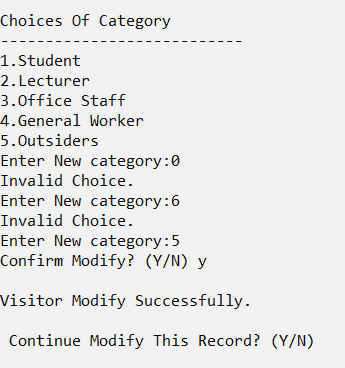 Choices Of Category
---------------------------
1.Student
2.Lecturer
3.Office Staff
4.General Worker
5.Outsiders
Enter New category:0
Invalid Choice.
Enter New category:6
Invalid Choice.
Enter New category:5
Confirm Modify? (Y/N) y
Visitor Modify Successfully.
Continue Modify This Record? (Y/N)